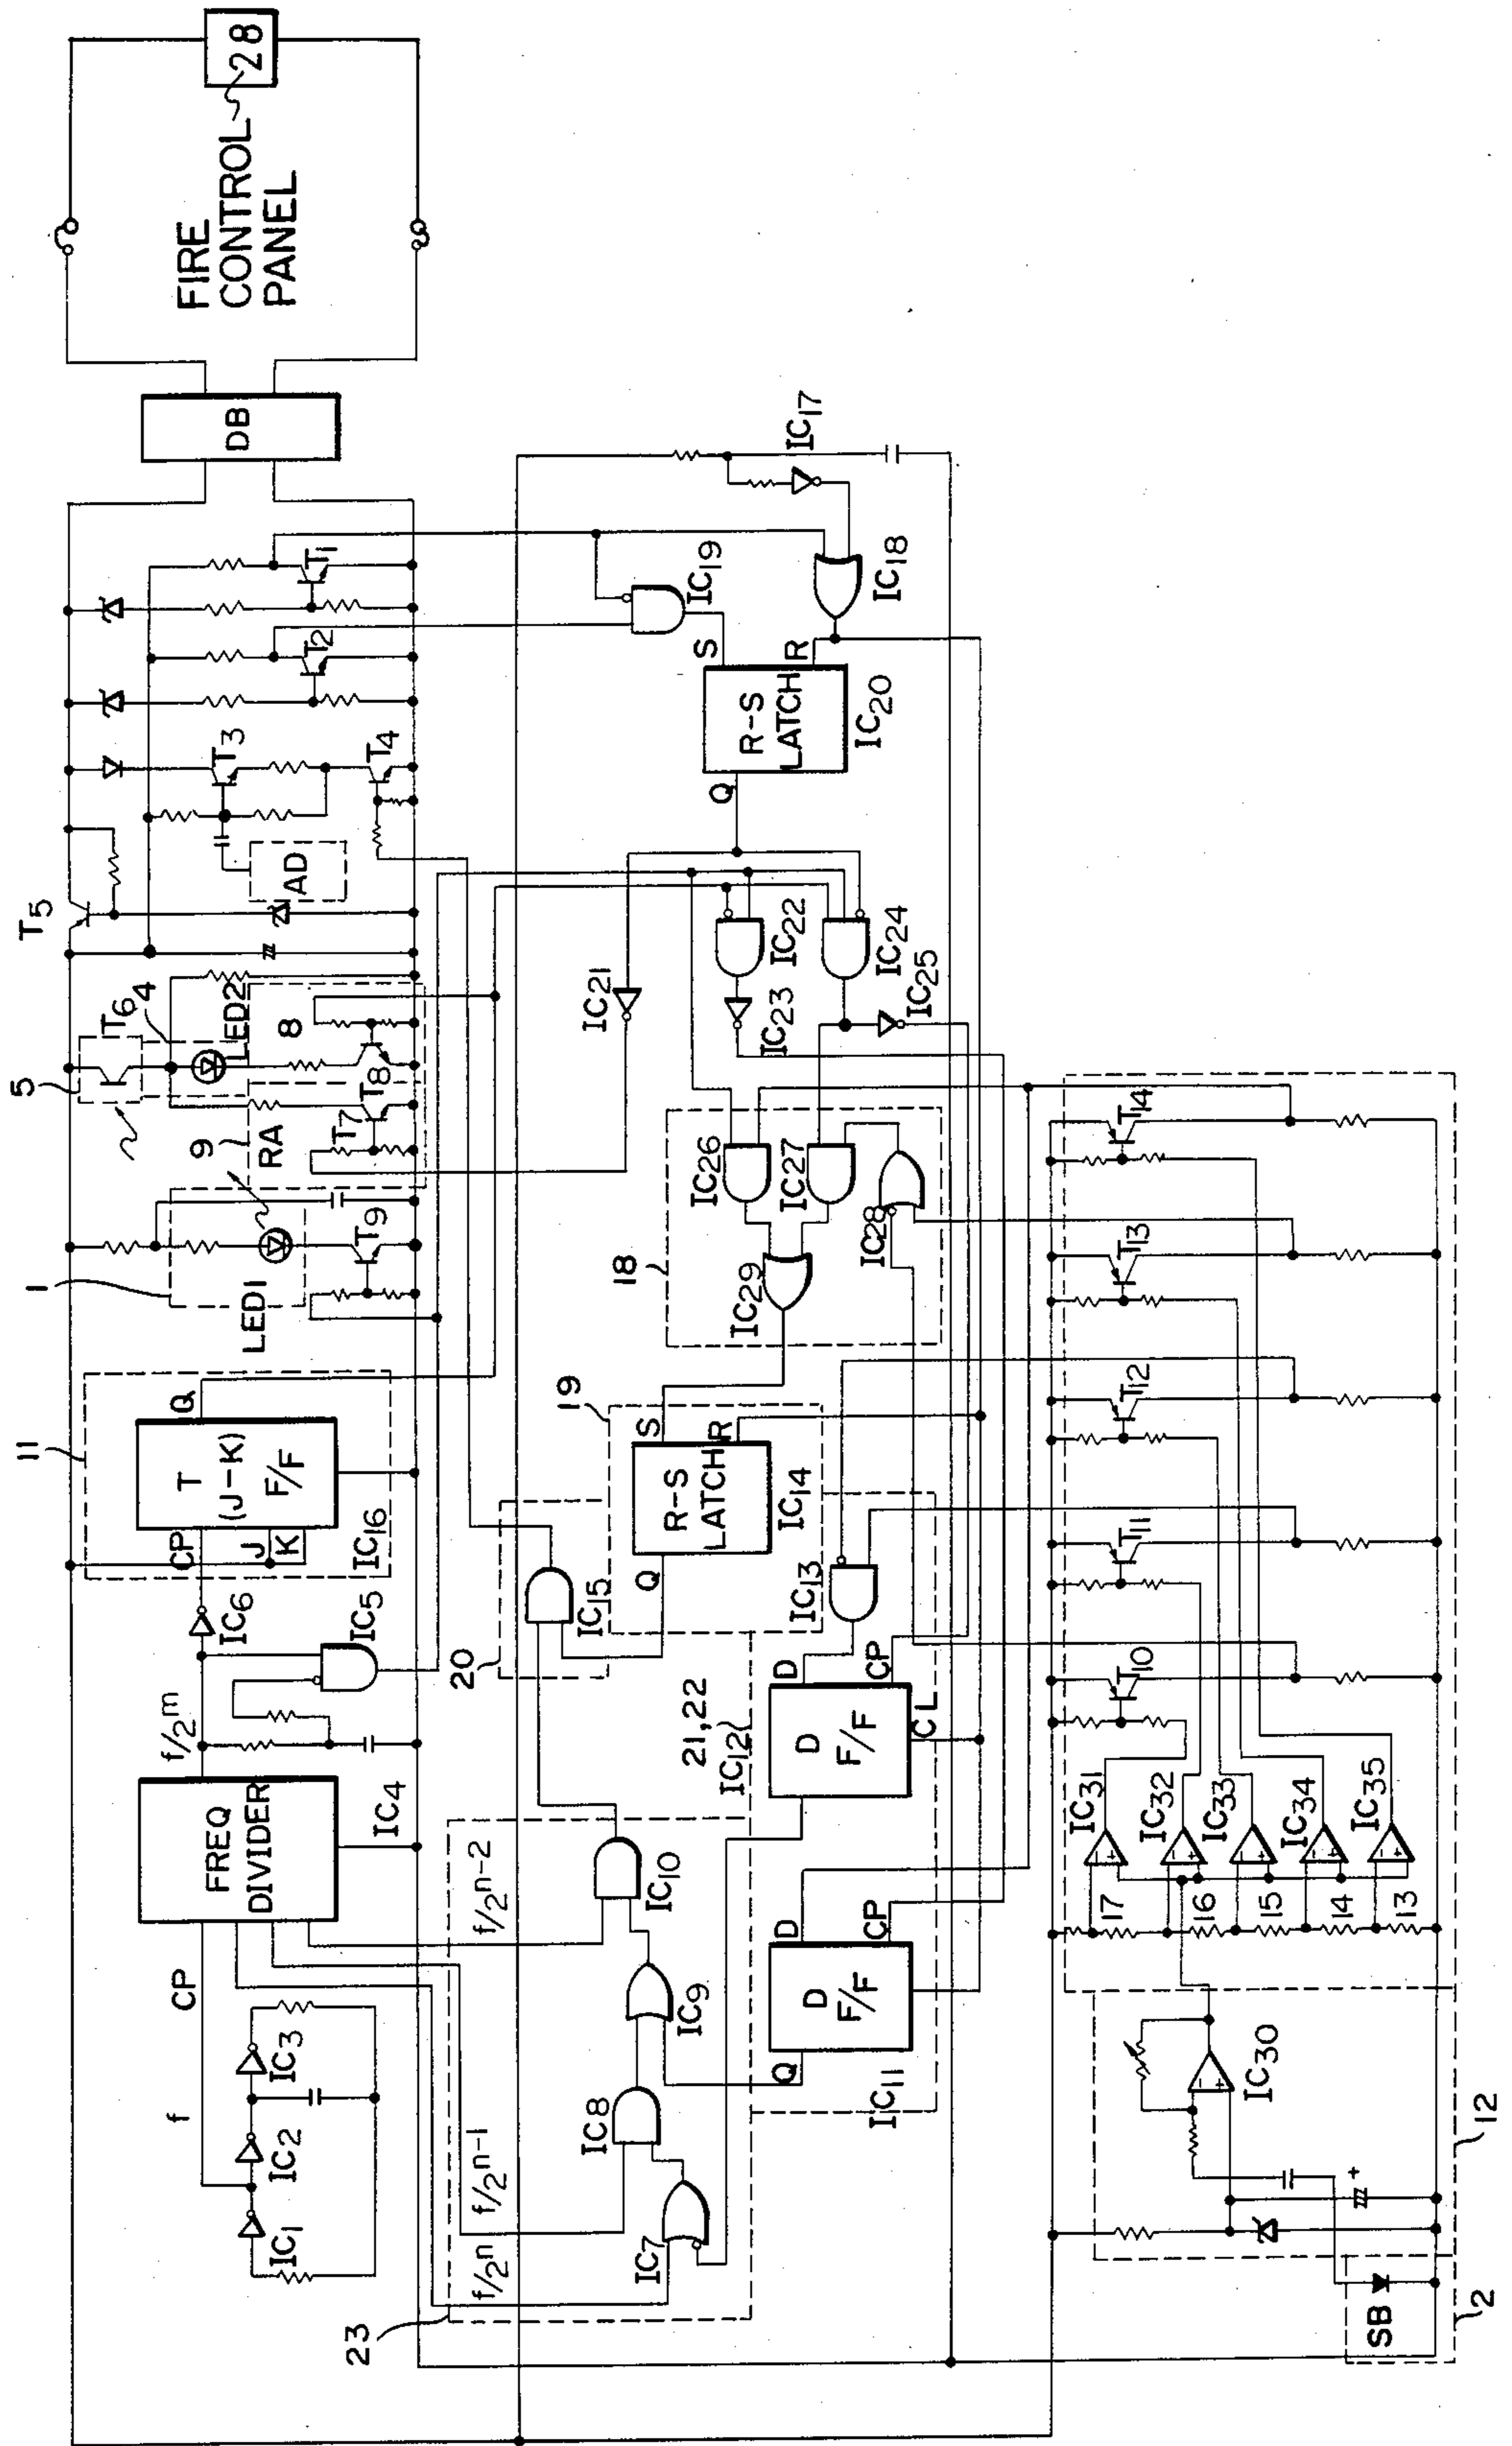 FIRE
CONTROL
PANEL
28
DB
T1
T2
T3
T4
AD
T5
5
T6
4
LED2
8
T8
T7
9
RA
T9
1
LED1
11
T
(J-K)
F/F
Q
CP
J
K
IC16
IC6
IC5
f/2^m
FREQ
DIVIDER
IC4
CP
f
IC3
IC2
IC1
IC17
IC18
IC19
S
R
R-S
LATCH
Q
IC20
IC21
IC22
IC23
IC24
IC25
IC26
IC27
IC28
IC29
18
19
S
R
R-S
LATCH
Q
IC14
IC15
20
IC13
21,22
IC12
D
CP
CL
D
F/F
IC10
f/2^n-2
IC9
IC8
f/2^n-1
f/2^n
IC7
23
D
CP
D
F/F
Q
IC11
T14
T13
T12
T11
T10
IC31
IC32
IC33
IC34
IC35
17
16
15
14
13
- +
- +
- +
- +
- +
IC30
- +
+
12
SB
2